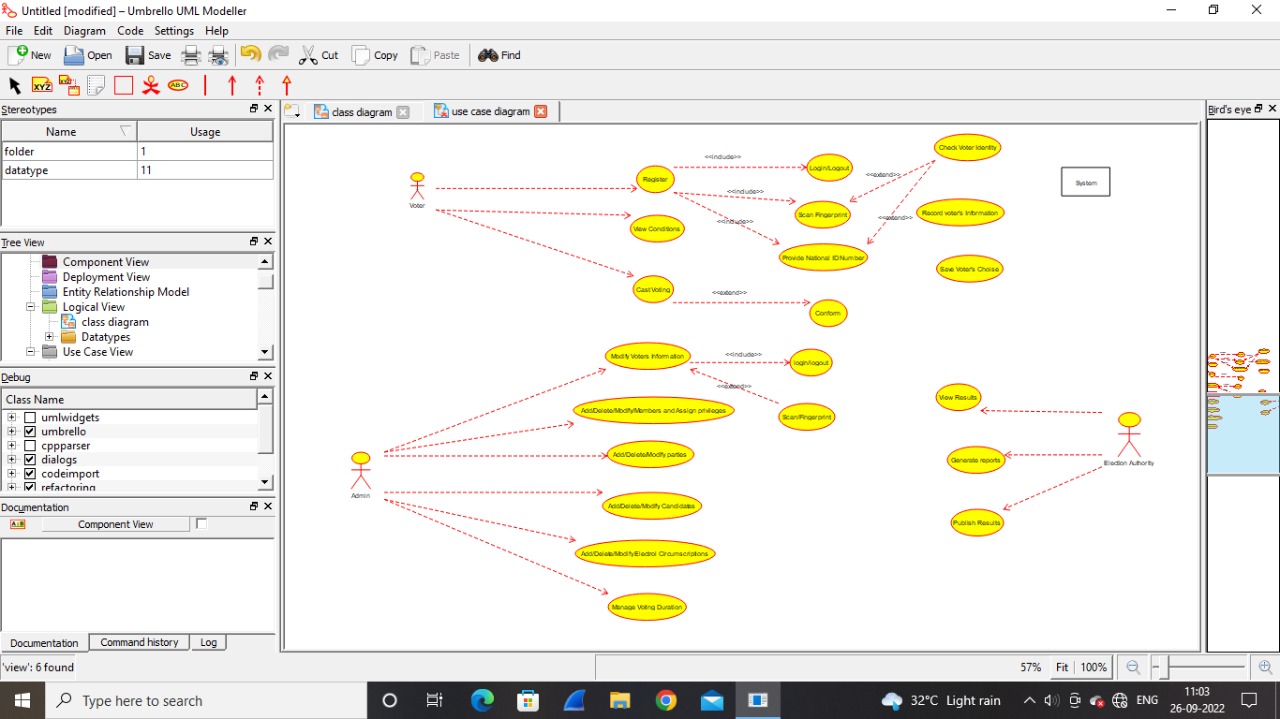 Untitled [modified] – Umbrello UML Modeller
File Edit Diagram Code Settings Help
New Open Save Cut Copy Paste Find
XYZ ABC
Stereotypes
Name Usage
folder 1
datatype 11
Tree View
Component View
Deployment View
Entity Relationship Model
Logical View
class diagram
Datatypes
Use Case View
Debug
Class Name
umlwidgets
umbrello
cppparser
dialogs
codeimport
refactoring
Documentation
A B Component View
Documentation Command history Log
'view': 6 found
class diagram use case diagram
Bird's eye
Voter
Register
<<include>>
Login/Logout
Check Voter Identity
<<extend>>
System
<<include>>
Scan Fingerprint
Record voter's Information
<<extend>>
<<include>>
View Conditions
Provide National ID Number
Save Voter's Choise
Cast Voting
<<extend>>
Conform
Modify Voters Information
<<include>>
login/logout
<<extend>>
Scan/Fingerprint
View Results
Add/Delete/Modify/Members and Assign privileges
Add/Delete/Modify parties
Generate reports
Election Authority
Admin
Add/Delete/Modify Candidates
Publish Results
Add/Delete/Modify/Electrol Circumscriptions
Manage Voting Duration
57% Fit 100%
Type here to search
32°C Light rain
ENG
11:03
26-09-2022